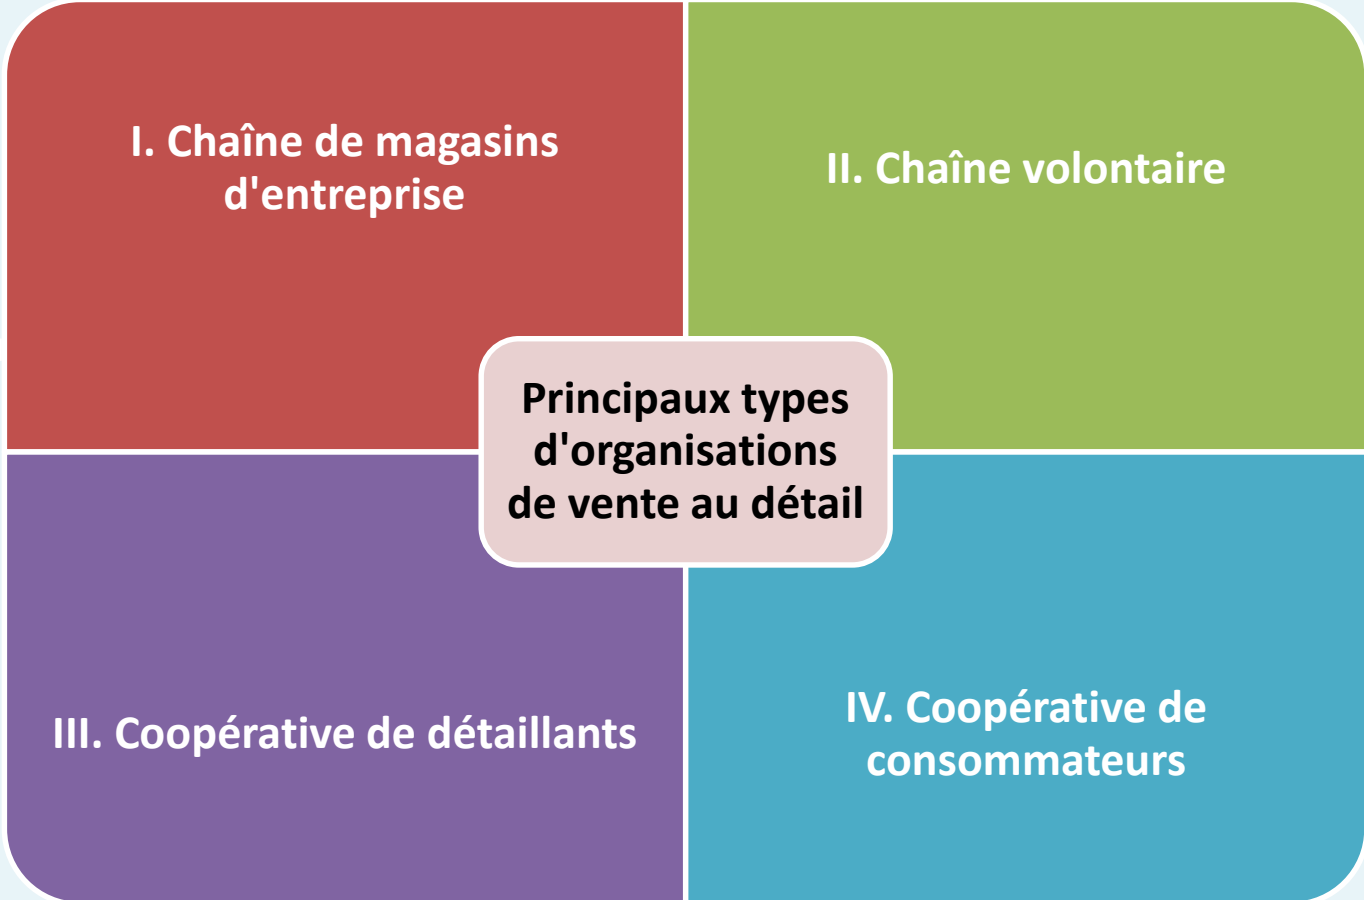 I. Chaîne de magasins
d'entreprise
II. Chaîne volontaire
Principaux types
d'organisations
de vente au détail
III. Coopérative de détaillants
IV. Coopérative de
consommateurs